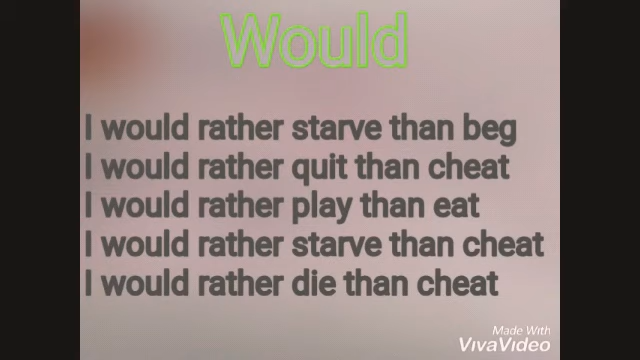 Would
I would rather starve than beg
I would rather quit than cheat
I would rather play than eat
I would rather starve than cheat
I would rather die than cheat
Made With
VivaVideo